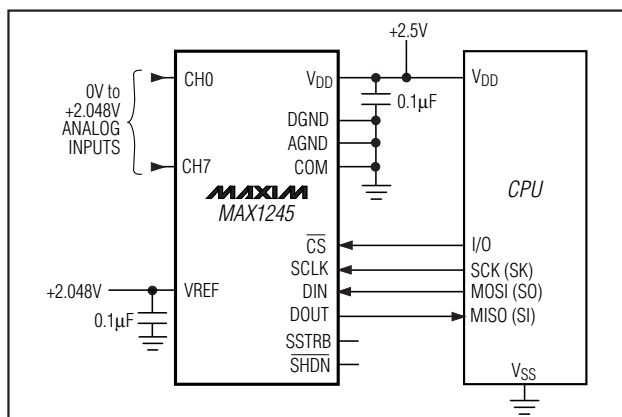 +2.5V
CH0
VDD
VDD
0V to
+2.048V
ANALOG
INPUTS
0.1µF
DGND
AGND
COM
CH7
MAXIM
MAX1245
CPU
CS
I/O
SCLK
SCK (SK)
+2.048V
VREF
DIN
MOSI (SO)
DOUT
MISO (SI)
0.1µF
SSTRB
SHDN
VSS